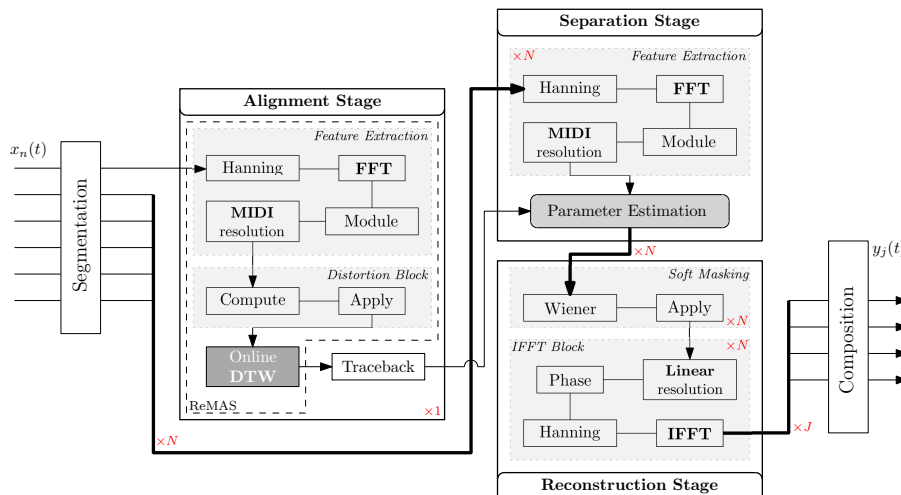 x_n(t)
Segmentation
Alignment Stage
Feature Extraction
Hanning
FFT
MIDI
resolution
Module
Distortion Block
Compute
Apply
Online
DTW
Traceback
ReMAS
×1
×N
Separation Stage
×N
Feature Extraction
Hanning
FFT
MIDI
resolution
Module
Parameter Estimation
×N
Soft Masking
Wiener
Apply
×N
IFFT Block
×N
Phase
Linear
resolution
Hanning
IFFT
Reconstruction Stage
×J
Composition
y_j(t)